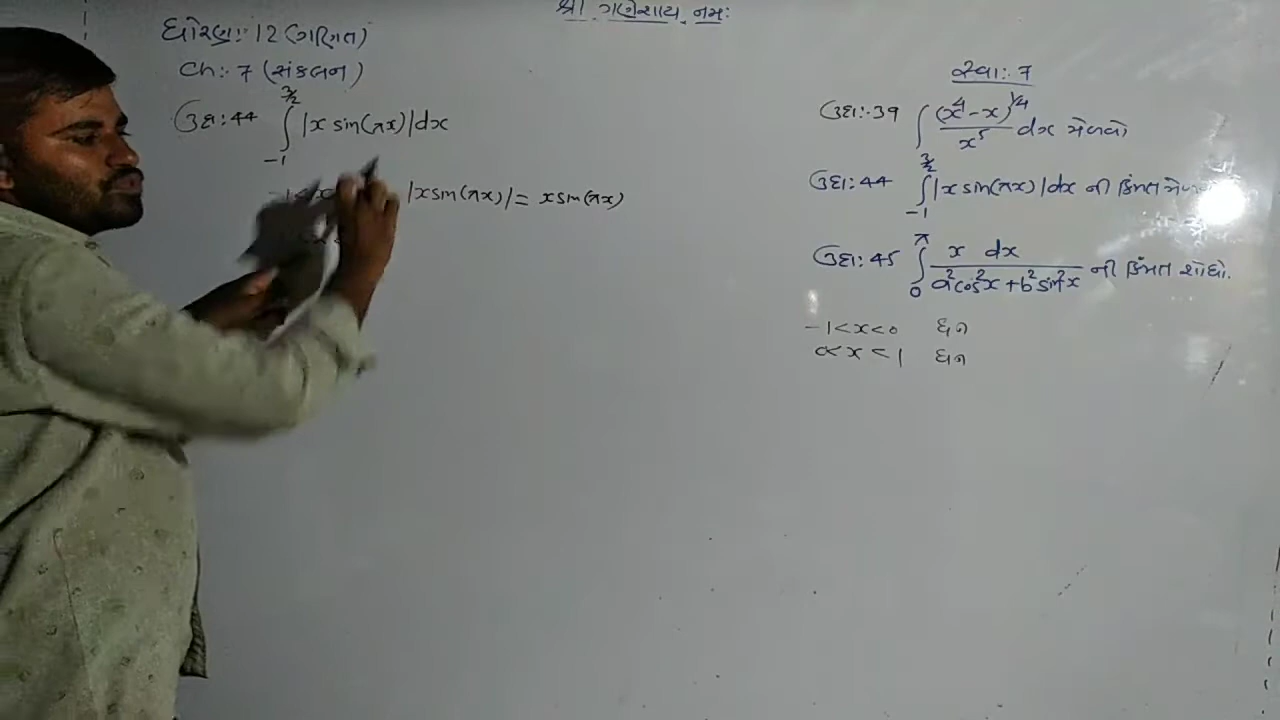 શ્રી ગણેશાય નમઃ
ધોરણઃ 12 (ગણિત)
Ch:- 7 (સંકલન)
ઉદા:44 ∫_{-1}^{3/2} |x sin(πx)|dx
|x sin(πx)| = x sin(πx)
સ્વાઃ 7
ઉદા:-39 ∫ (x⁴-x)^{1/4} / x⁵ dx મેળવો
ઉદા:44 ∫_{-1}^{3/2} |x sin(πx)|dx ની કિંમત
ઉદા:45 ∫_0^π x dx / (a²cos²x + b²sin²x) ની કિંમત શોધો.
-1<x<0 ધન
0<x<1 ધન